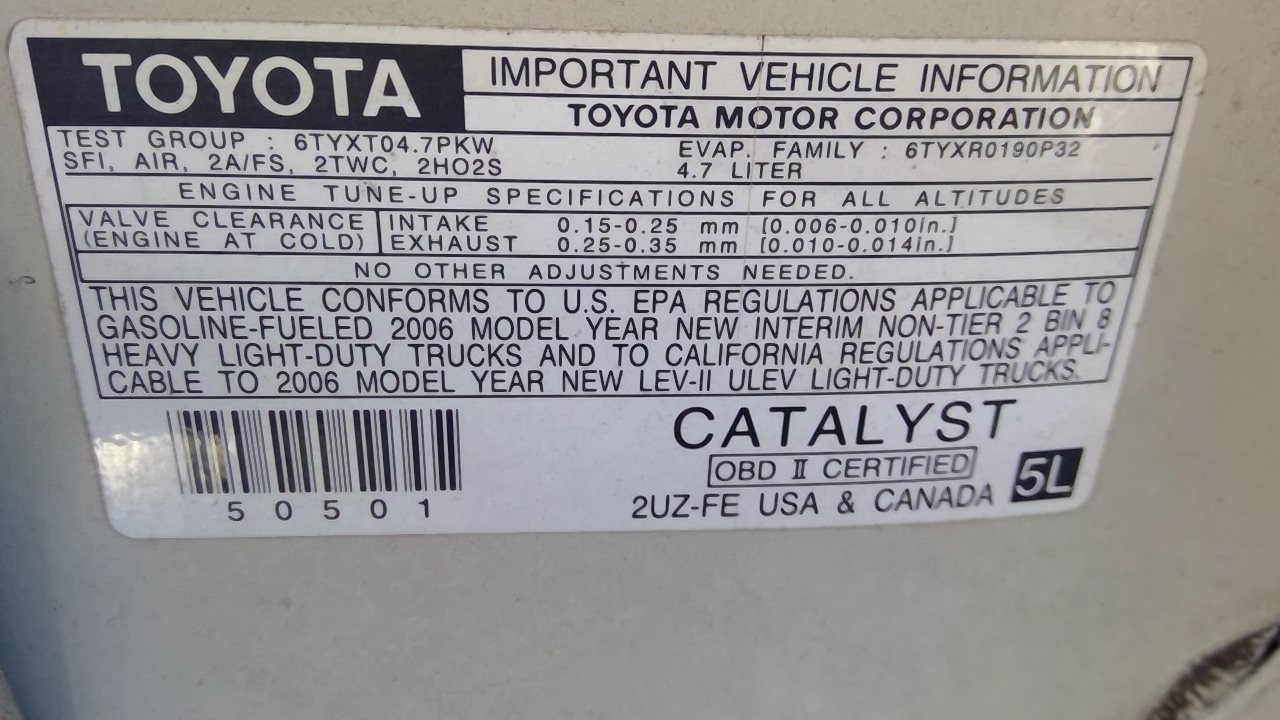 TOYOTA
IMPORTANT VEHICLE INFORMATION
TOYOTA MOTOR CORPORATION
TEST GROUP : 6TYXT04.7PKW
EVAP. FAMILY : 6TYXR0190P32
SFI, AIR, 2A/FS, 2TWC, 2HO2S
4.7 LITER
ENGINE TUNE-UP SPECIFICATIONS FOR ALL ALTITUDES
VALVE CLEARANCE INTAKE 0.15-0.25 mm [0.006-0.010in.]
(ENGINE AT COLD) EXHAUST 0.25-0.35 mm [0.010-0.014in.]
NO OTHER ADJUSTMENTS NEEDED.
THIS VEHICLE CONFORMS TO U.S. EPA REGULATIONS APPLICABLE TO
GASOLINE-FUELED 2006 MODEL YEAR NEW INTERIM NON-TIER 2 BIN 8
HEAVY LIGHT-DUTY TRUCKS AND TO CALIFORNIA REGULATIONS APPLI-
CABLE TO 2006 MODEL YEAR NEW LEV-II ULEV LIGHT-DUTY TRUCKS.
50501
CATALYST
OBD II CERTIFIED
2UZ-FE USA & CANADA
5L